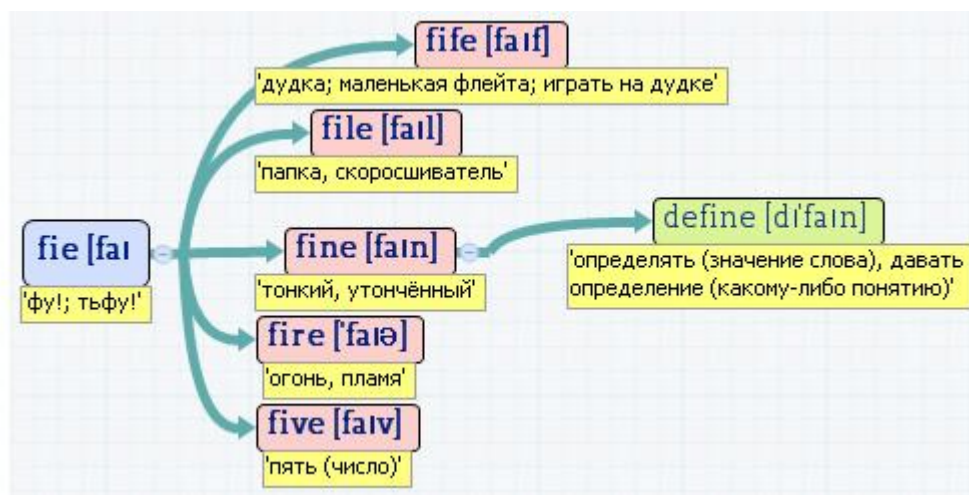 fife [faɪf]
'дудка; маленькая флейта; играть на дудке'
file [faɪl]
'папка, скоросшиватель'
fie [faɪ
'фу!; тьфу!'
fine [faɪn]
'тонкий, утончённый'
define [dɪ'faɪn]
'определять (значение слова), давать
определение (какому-либо понятию)'
fire ['faɪə]
'огонь, пламя'
five [faɪv]
'пять (число)'